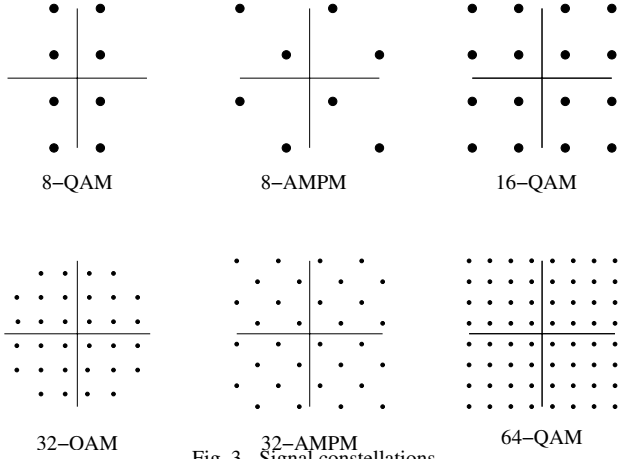 8−QAM 8−AMPM 16−QAM
32−QAM 32−AMPM 64−QAM
Fig. 3. Signal constellations